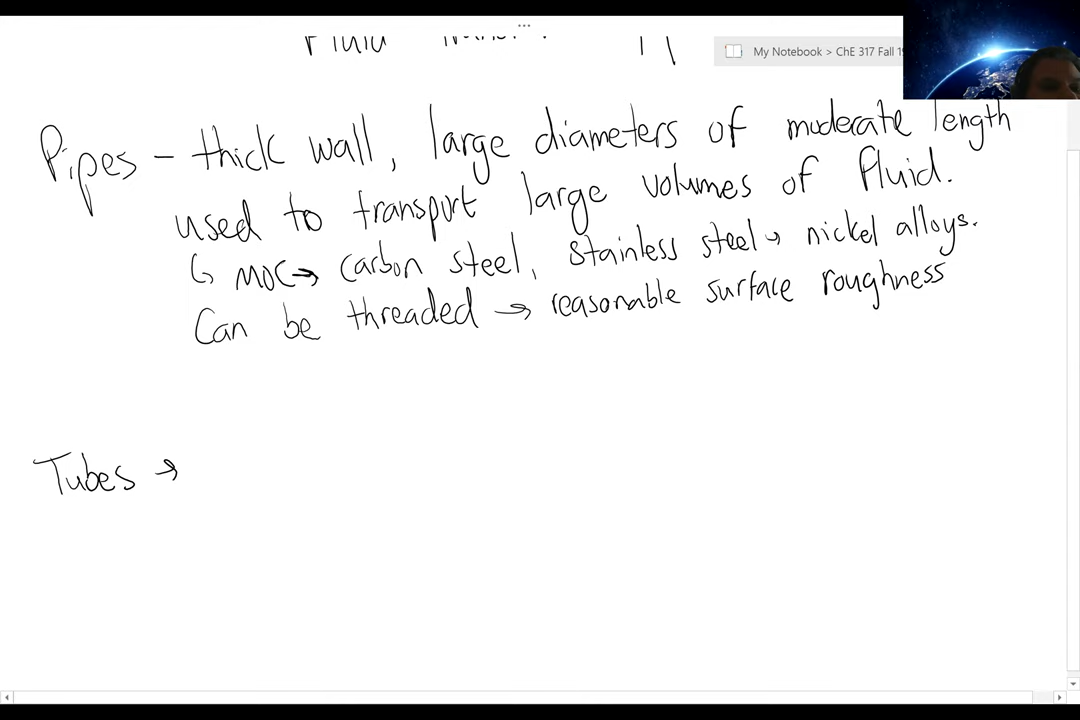 Fluid
My Notebook > ChE 317 Fall
Pipes - thick wall, large diameters of moderate length
used to transport large volumes of fluid.
↳ MOC → carbon steel, stainless steel → nickel alloys.
Can be threaded → reasonable surface roughness
Tubes →